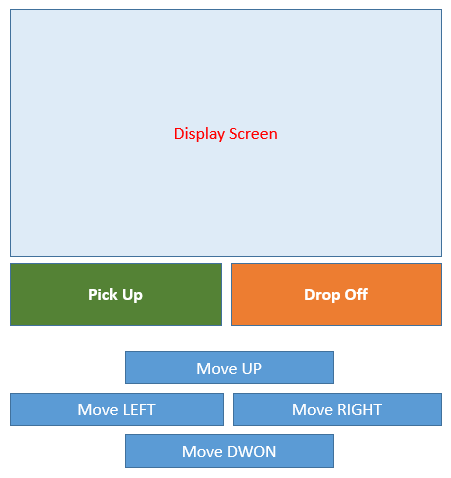 Display Screen
Pick Up
Drop Off
Move UP
Move LEFT
Move RIGHT
Move DWON